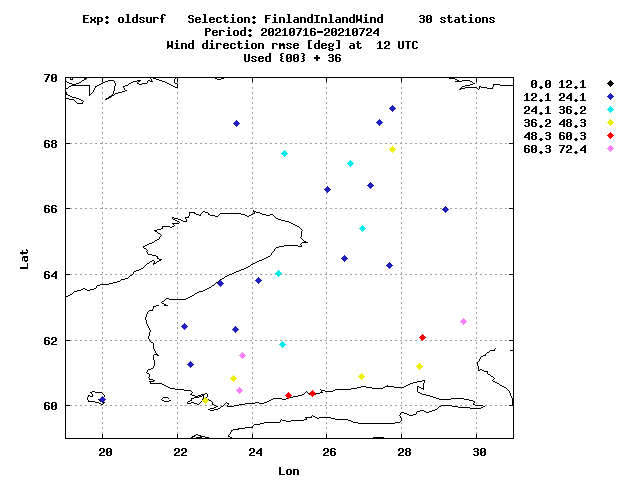 Exp: oldsurf   Selection: FinlandInlandWind     30 stations
Period: 20210716-20210724
Wind direction rmse [deg] at  12 UTC
Used {00} + 36
0.0 12.1
12.1 24.1
24.1 36.2
36.2 48.3
48.3 60.3
60.3 72.4
70
68
66
64
62
60
Lat
20 22 24 26 28 30
Lon